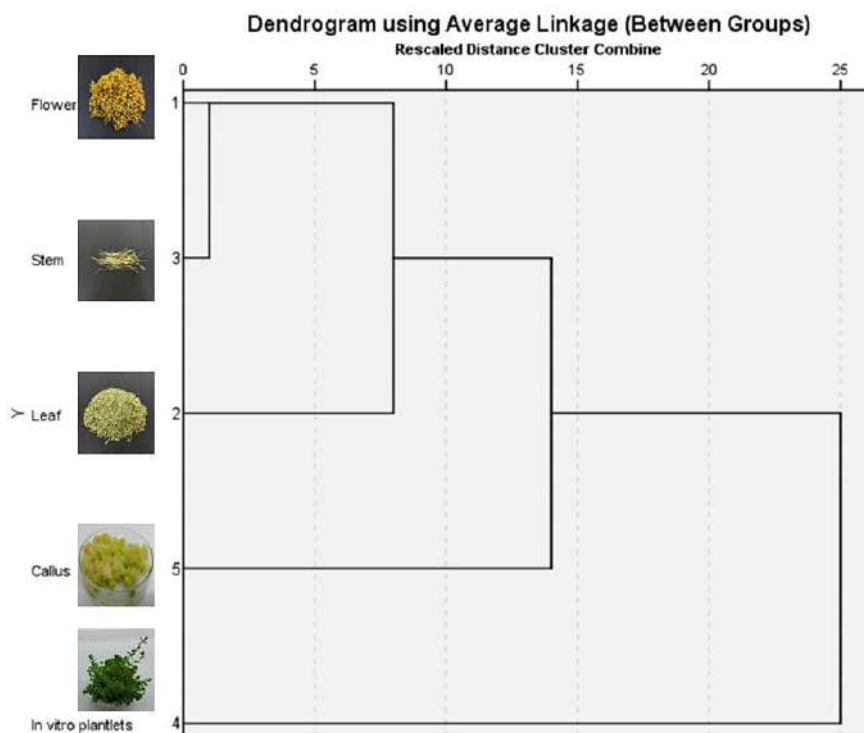 Dendrogram using Average Linkage (Between Groups)
Rescaled Distance Cluster Combine
0 5 10 15 20 25
Flower 1
Stem 3
Y Leaf 2
Callus 5
In vitro plantlets 4